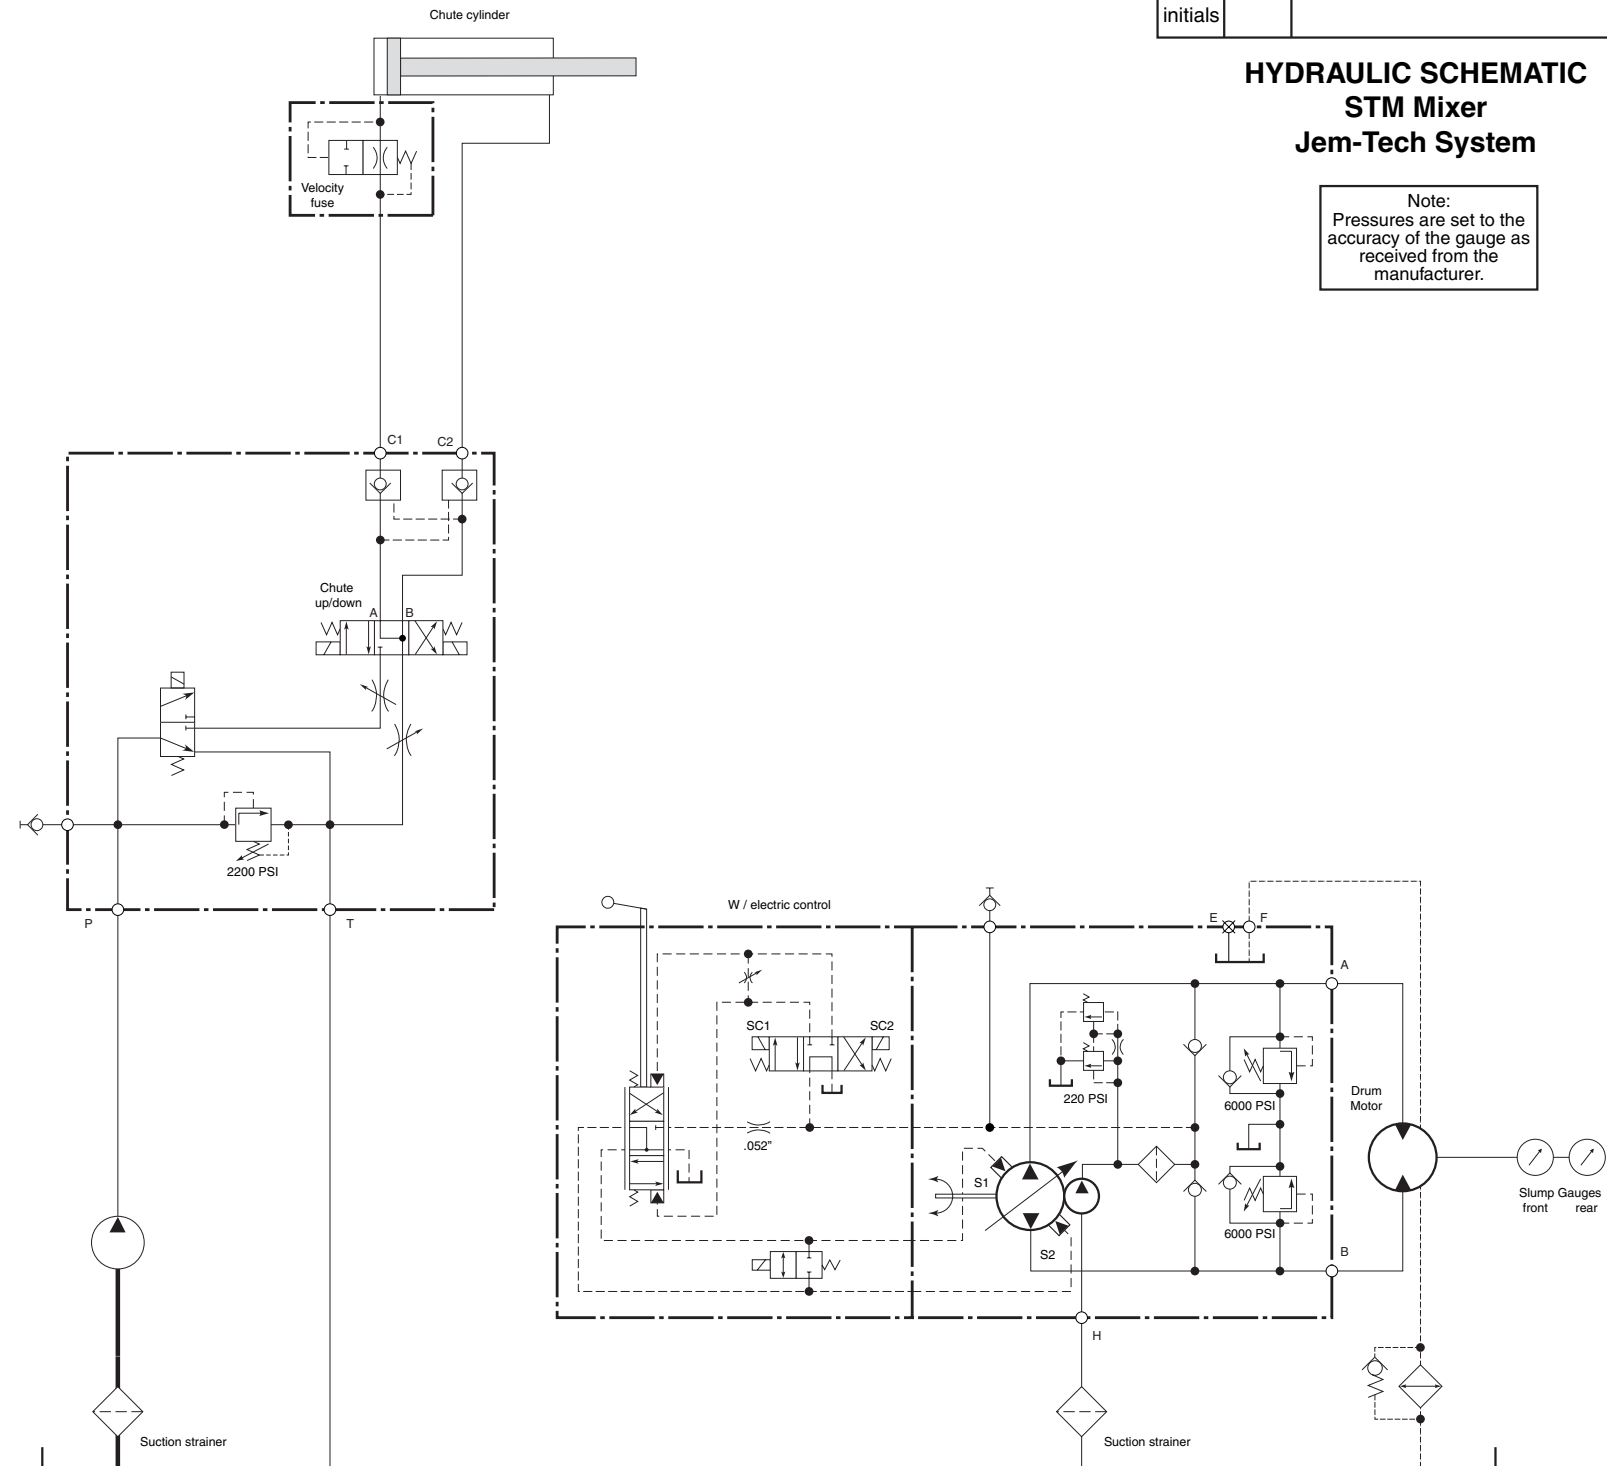 Chute cylinder
initials
HYDRAULIC SCHEMATIC
STM Mixer
Jem-Tech System
Note:
Pressures are set to the
accuracy of the gauge as
received from the
manufacturer.
Velocity
fuse
C1
C2
Chute
up/down
A
B
2200 PSI
P
T
W / electric control
E
F
A
SC1
SC2
220 PSI
6000 PSI
Drum
Motor
.052"
S1
Slump Gauges
front rear
6000 PSI
S2
B
H
Suction strainer
Suction strainer